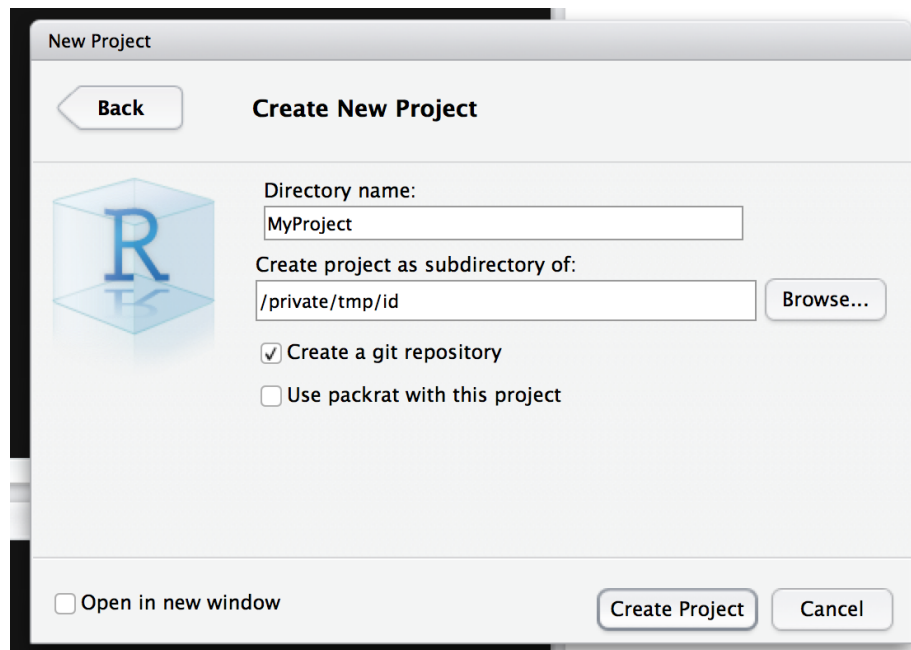 New Project
Back
Create New Project
R
Directory name:
MyProject
Create project as subdirectory of:
/private/tmp/id
Browse...
Create a git repository
Use packrat with this project
Open in new window
Create Project
Cancel